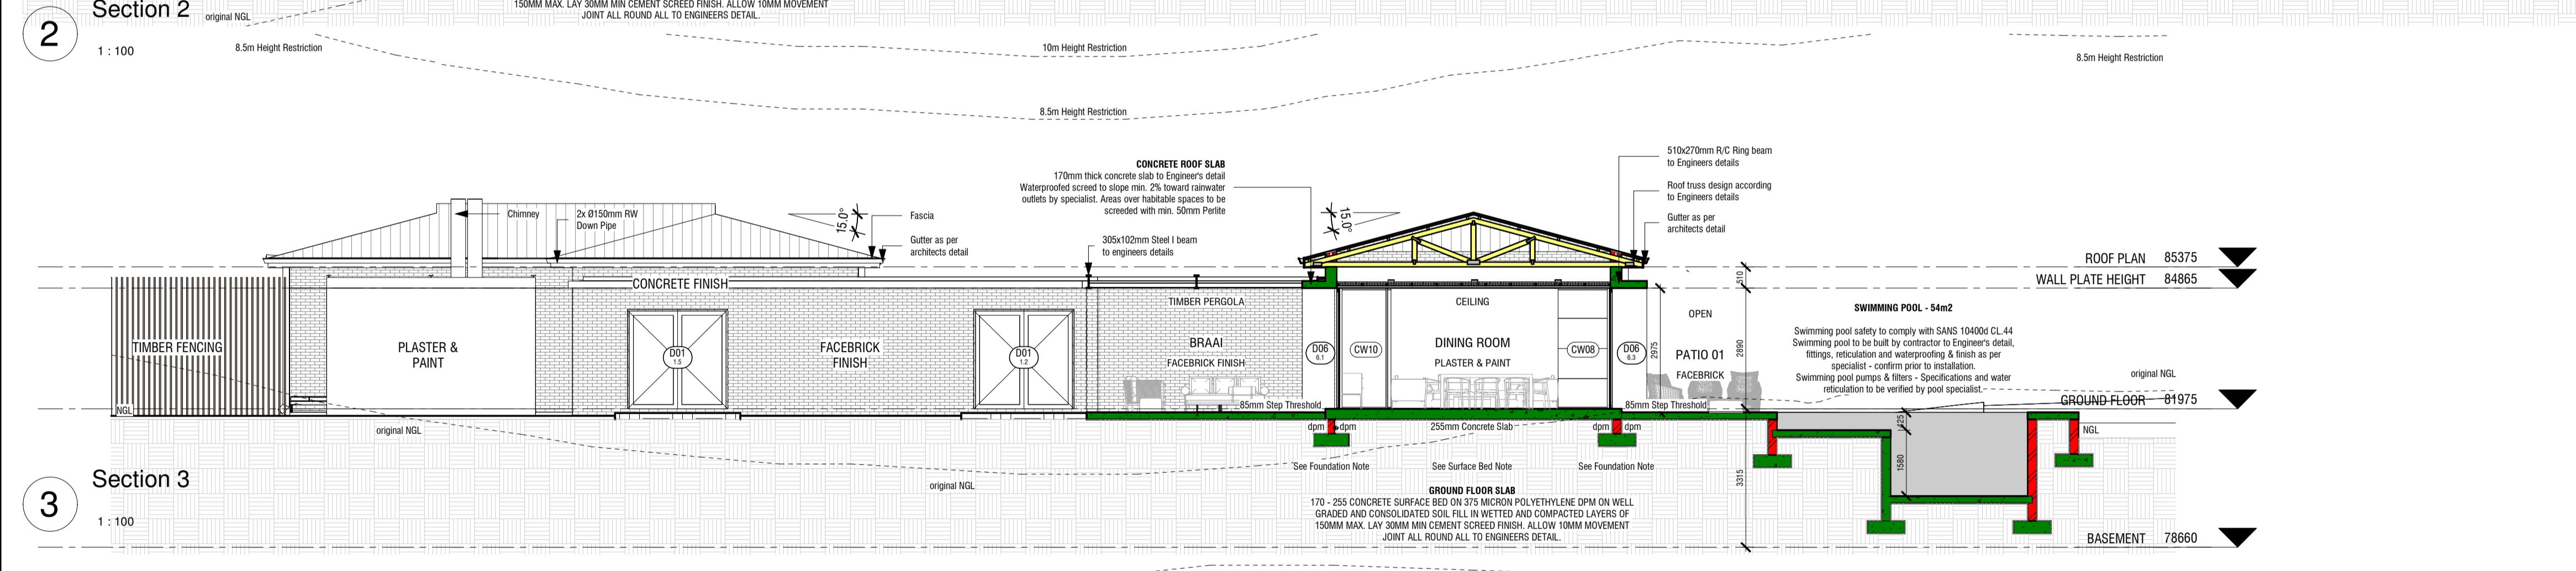 Section 2
2
1 : 100
original NGL
150MM MAX. LAY 30MM MIN CEMENT SCREED FINISH. ALLOW 10MM MOVEMENT
JOINT ALL ROUND ALL TO ENGINEERS DETAIL.
8.5m Height Restriction
10m Height Restriction
8.5m Height Restriction
8.5m Height Restriction
CONCRETE ROOF SLAB
170mm thick concrete slab to Engineer's detail
Waterproofed screed to slope min. 2% toward rainwater
outlets by specialist. Areas over habitable spaces to be
screeded with min. 50mm Perlite
510x270mm R/C Ring beam
to Engineers details
Roof truss design according
to Engineers details
Gutter as per
architects detail
Chimney
2x Ø150mm RW
Down Pipe
15.0°
Fascia
Gutter as per
architects detail
305x102mm Steel I beam
to engineers details
15.0°
ROOF PLAN 85375
WALL PLATE HEIGHT 84865
510
CONCRETE FINISH
TIMBER PERGOLA
CEILING
OPEN
SWIMMING POOL - 54m2
Swimming pool safety to comply with SANS 10400d CL.44
Swimming pool to be built by contractor to Engineer's detail,
fittings, reticulation and waterproofing & finish as per
specialist - confirm prior to installation.
Swimming pool pumps & filters - Specifications and water
reticulation to be verified by pool specialist.
TIMBER FENCING
PLASTER &
PAINT
D01
1.5
FACEBRICK
FINISH
D01
1.2
BRAAI
FACEBRICK FINISH
D06
6.1
CW10
DINING ROOM
PLASTER & PAINT
CW08
D06
6.3
2975
PATIO 01
FACEBRICK
2890
original NGL
NGL
85mm Step Threshold
85mm Step Threshold
GROUND FLOOR 81975
original NGL
dpm
dpm
255mm Concrete Slab
dpm
dpm
425
NGL
See Foundation Note
See Surface Bed Note
See Foundation Note
1580
3315
original NGL
Section 3
3
1 : 100
GROUND FLOOR SLAB
170 - 255 CONCRETE SURFACE BED ON 375 MICRON POLYETHYLENE DPM ON WELL
GRADED AND CONSOLIDATED SOIL FILL IN WETTED AND COMPACTED LAYERS OF
150MM MAX. LAY 30MM MIN CEMENT SCREED FINISH. ALLOW 10MM MOVEMENT
JOINT ALL ROUND ALL TO ENGINEERS DETAIL.
BASEMENT 78660